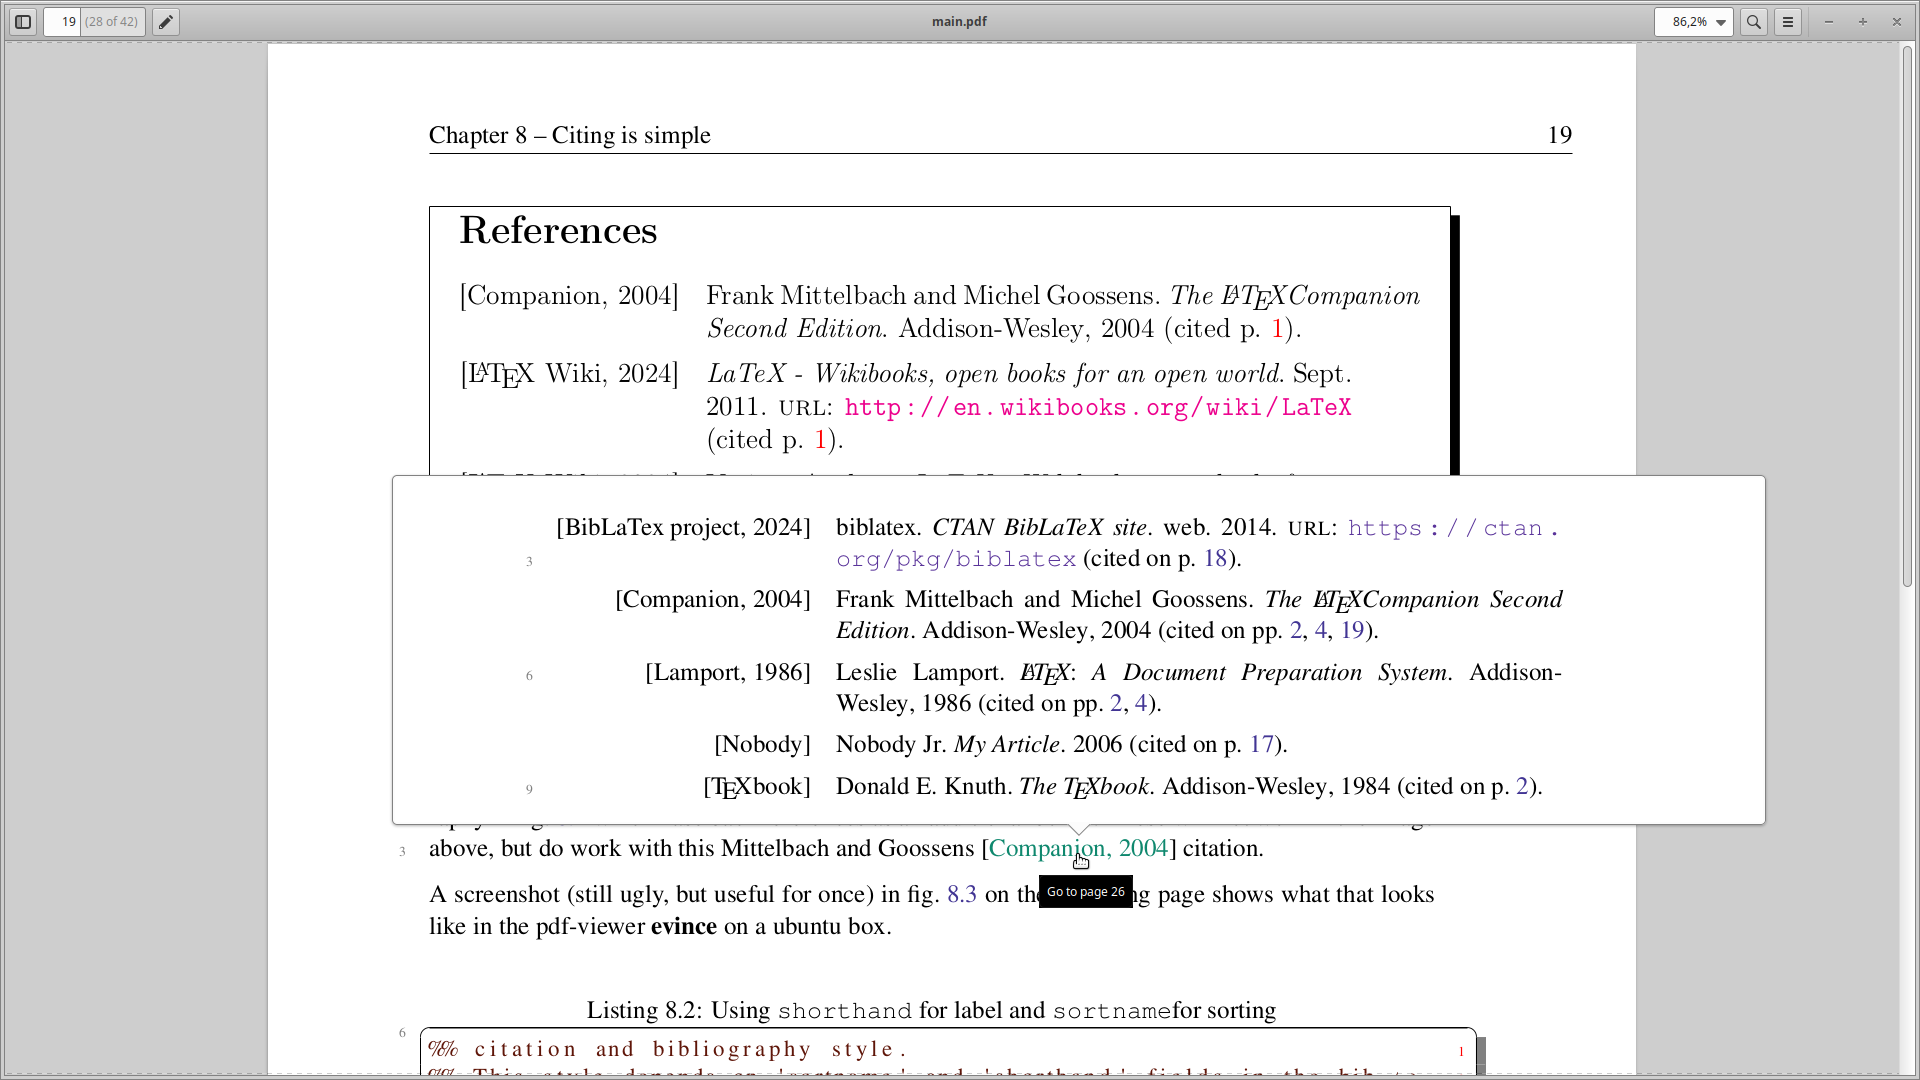 19 (28 of 42) main.pdf 86,2%
Chapter 8 – Citing is simple 19
References
[Companion, 2004] Frank Mittelbach and Michel Goossens. The LATEXCompanion
Second Edition. Addison-Wesley, 2004 (cited p. 1).
[LATEX Wiki, 2024] LaTeX - Wikibooks, open books for an open world. Sept.
2011. URL: http://en.wikibooks.org/wiki/LaTeX
(cited p. 1).
[BibLaTex project, 2024] biblatex. CTAN BibLaTeX site. web. 2014. URL: https://ctan.
3 org/pkg/biblatex (cited on p. 18).
[Companion, 2004] Frank Mittelbach and Michel Goossens. The LATEXCompanion Second
Edition. Addison-Wesley, 2004 (cited on pp. 2, 4, 19).
6 [Lamport, 1986] Leslie Lamport. LATEX: A Document Preparation System. Addison-
Wesley, 1986 (cited on pp. 2, 4).
[Nobody] Nobody Jr. My Article. 2006 (cited on p. 17).
9 [TEXbook] Donald E. Knuth. The TEXbook. Addison-Wesley, 1984 (cited on p. 2).
3 above, but do work with this Mittelbach and Goossens [Companion, 2004] citation.
Go to page 26
A screenshot (still ugly, but useful for once) in fig. 8.3 on the page shows what that looks
like in the pdf-viewer evince on a ubuntu box.
Listing 8.2: Using shorthand for label and sortnamefor sorting
6
%% citation and bibliography style. 1